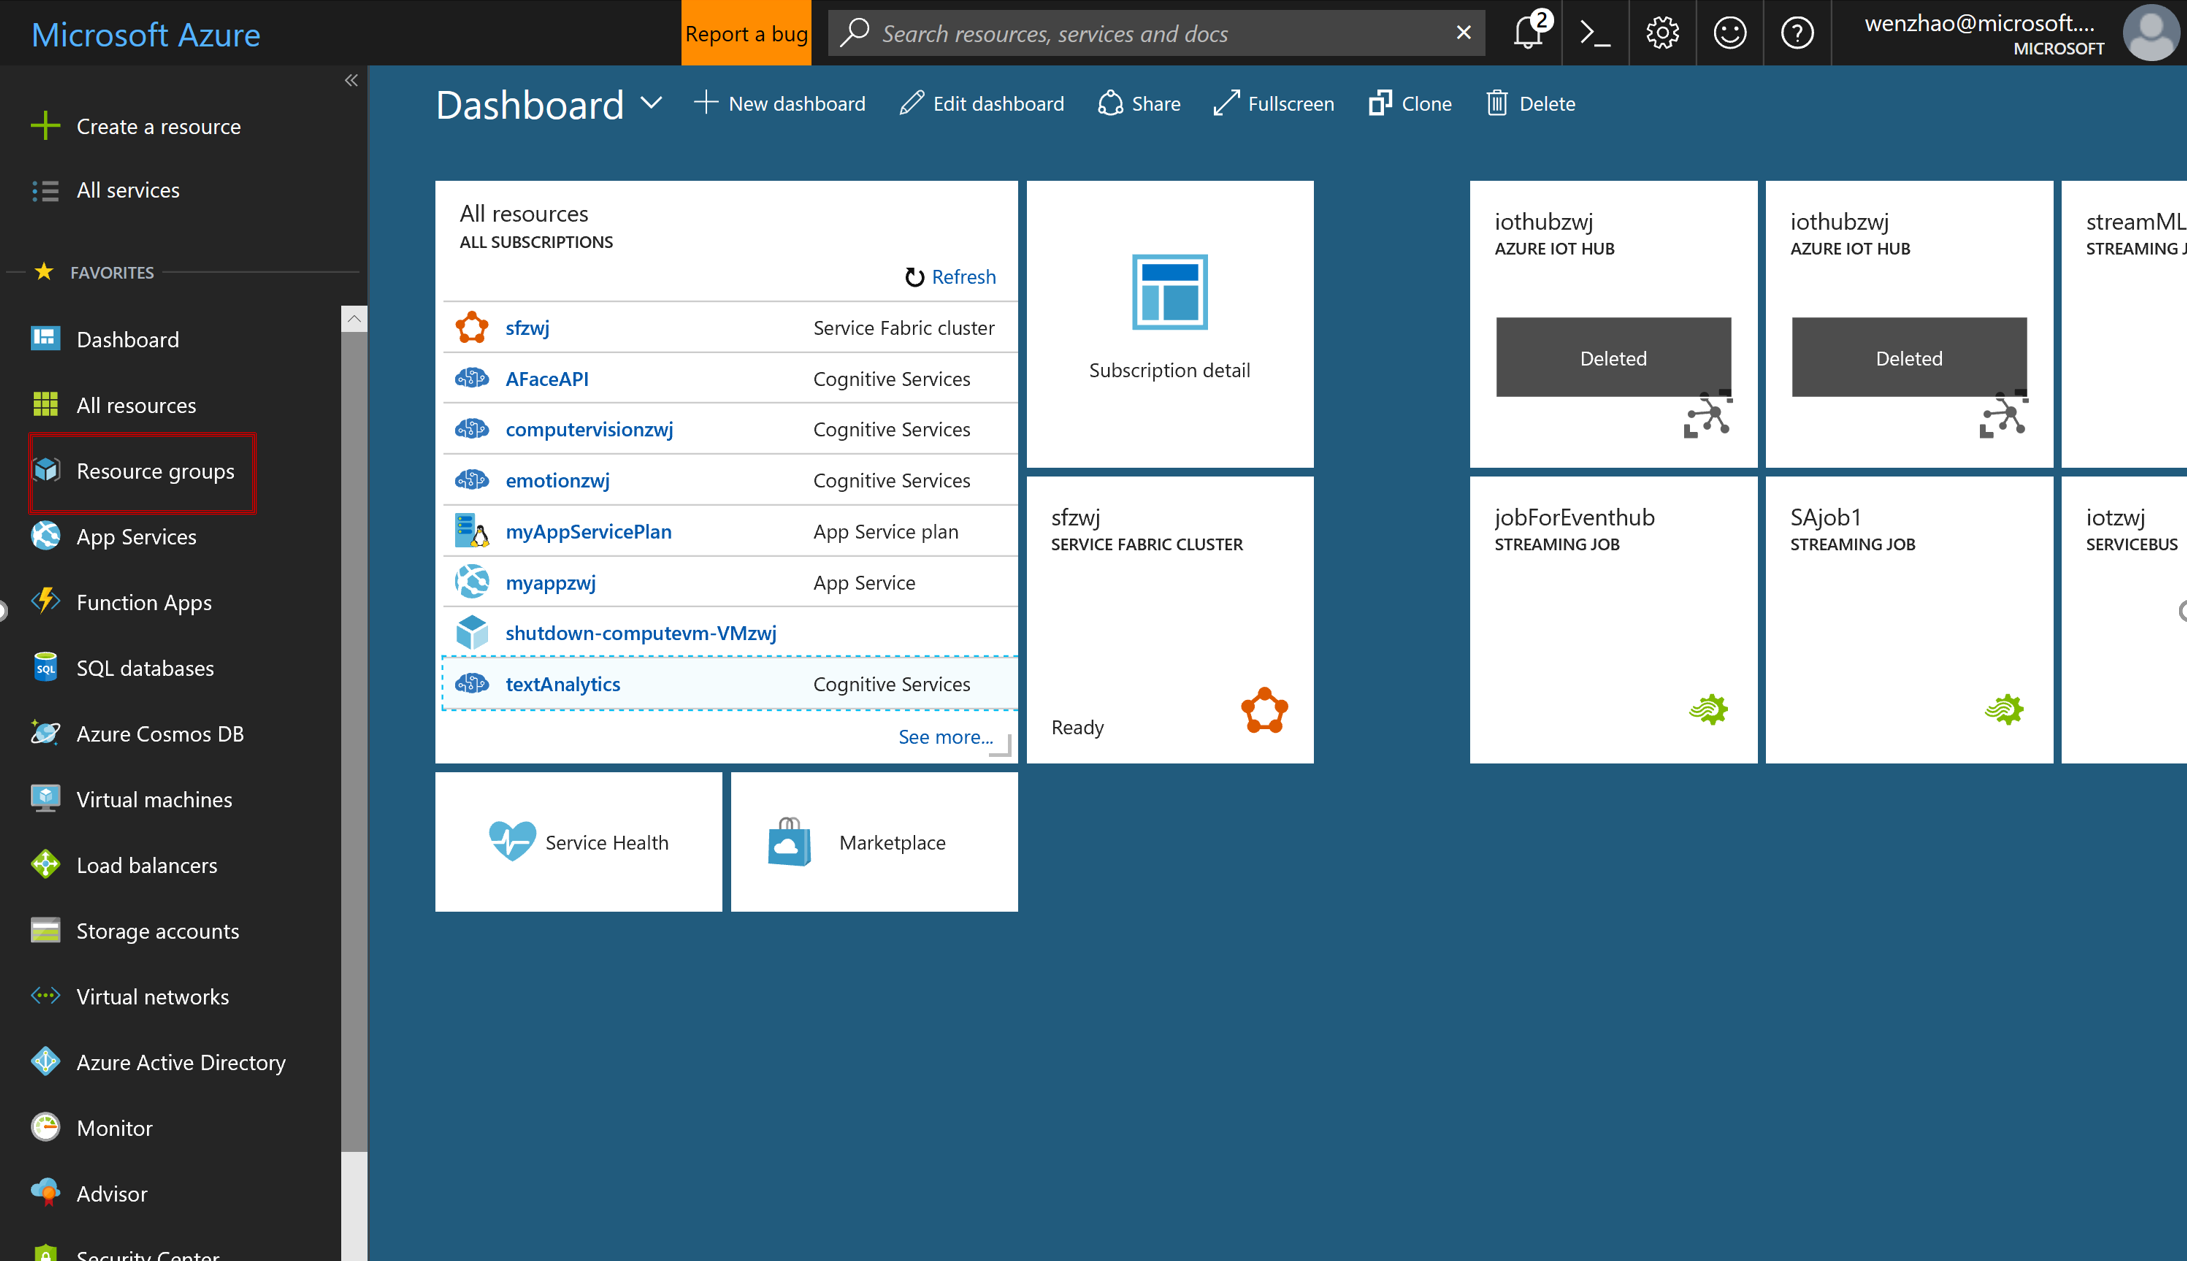 Microsoft Azure
Report a bug
Search resources, services and docs
2
wenzhao@microsoft....
MICROSOFT
Create a resource
All services
FAVORITES
Dashboard
All resources
Resource groups
App Services
Function Apps
SQL databases
Azure Cosmos DB
Virtual machines
Load balancers
Storage accounts
Virtual networks
Azure Active Directory
Monitor
Advisor
Security Center
Dashboard
New dashboard
Edit dashboard
Share
Fullscreen
Clone
Delete
All resources
ALL SUBSCRIPTIONS
Refresh
sfzwj Service Fabric cluster
AFaceAPI Cognitive Services
computervisionzwj Cognitive Services
emotionzwj Cognitive Services
myAppServicePlan App Service plan
myappzwj App Service
shutdown-computevm-VMzwj
textAnalytics Cognitive Services
See more...
Subscription detail
sfzwj
SERVICE FABRIC CLUSTER
Ready
Service Health
Marketplace
iothubzwj
AZURE IOT HUB
Deleted
iothubzwj
AZURE IOT HUB
Deleted
streamML
STREAMING J
jobForEventhub
STREAMING JOB
SAjob1
STREAMING JOB
iotzwj
SERVICEBUS
SQL